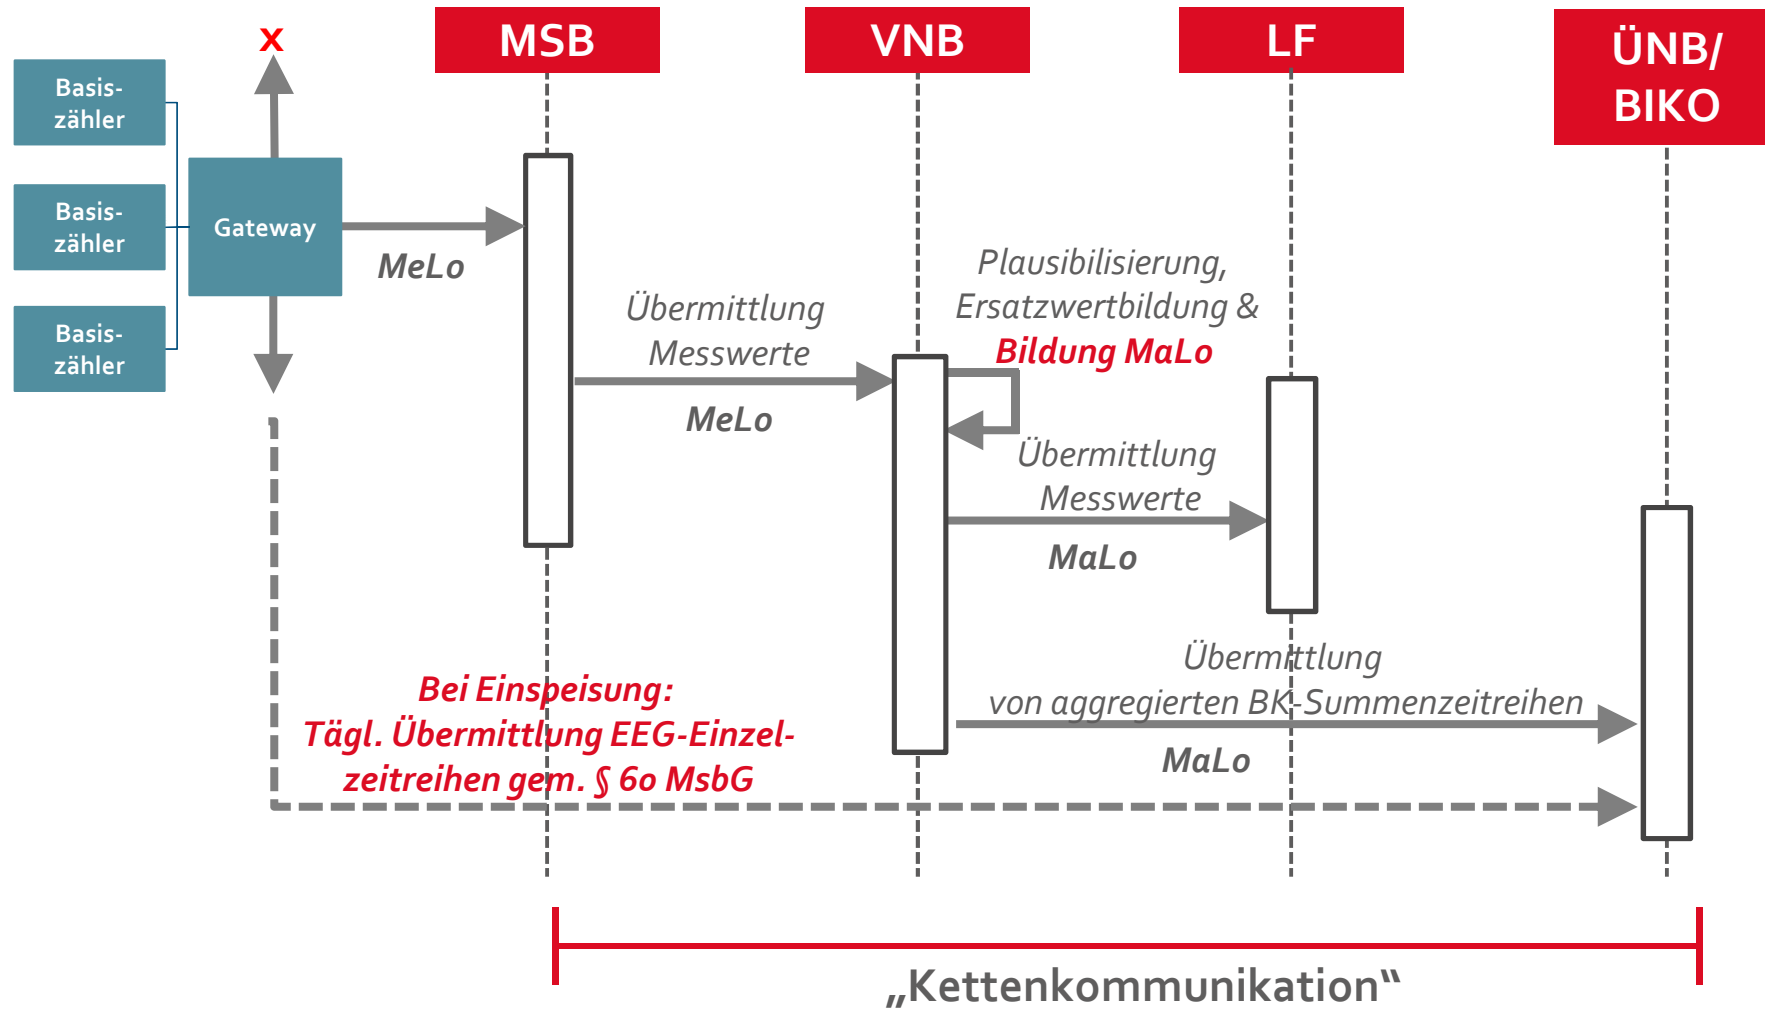 x
MSB
VNB
LF
ÜNB/
BIKO
Basis-
zähler
Basis-
zähler
Basis-
zähler
Gateway
MeLo
Übermittlung
Messwerte
MeLo
Plausibilisierung,
Ersatzwertbildung &
Bildung MaLo
Übermittlung
Messwerte
MaLo
Übermittlung
von aggregierten BK-Summenzeitreihen
MaLo
Bei Einspeisung:
Tägl. Übermittlung EEG-Einzel-
zeitreihen gem. § 60 MsbG
„Kettenkommunikation“